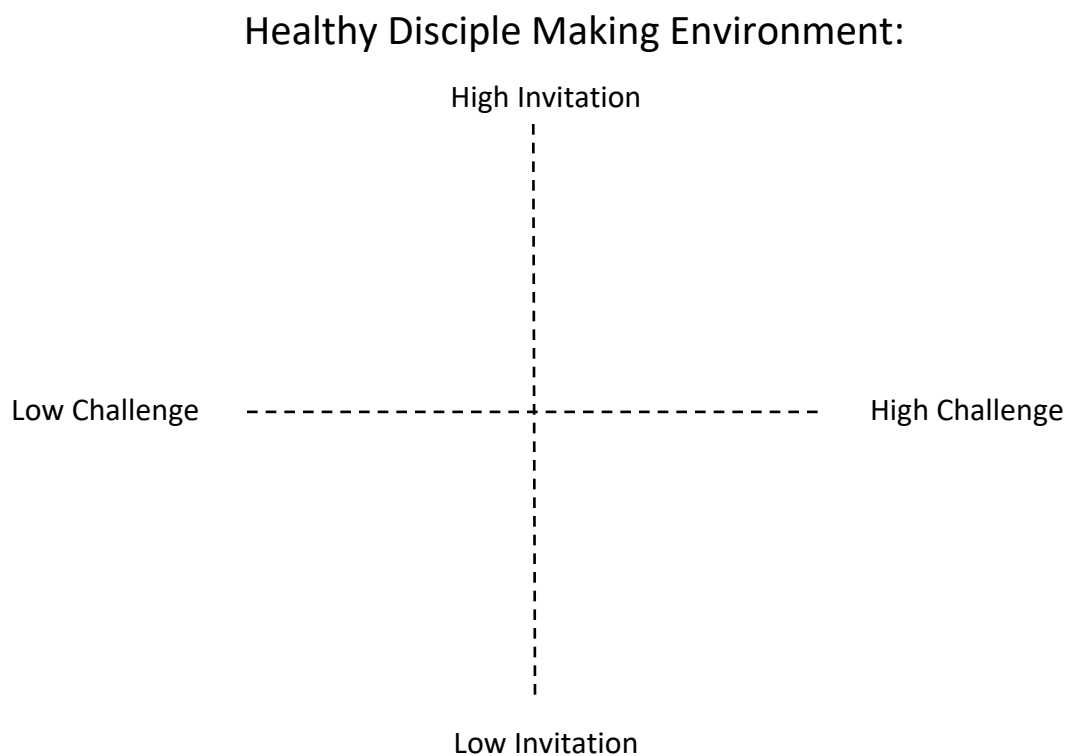 Healthy Disciple Making Environment:
High Invitation
Low Challenge
High Challenge
Low Invitation